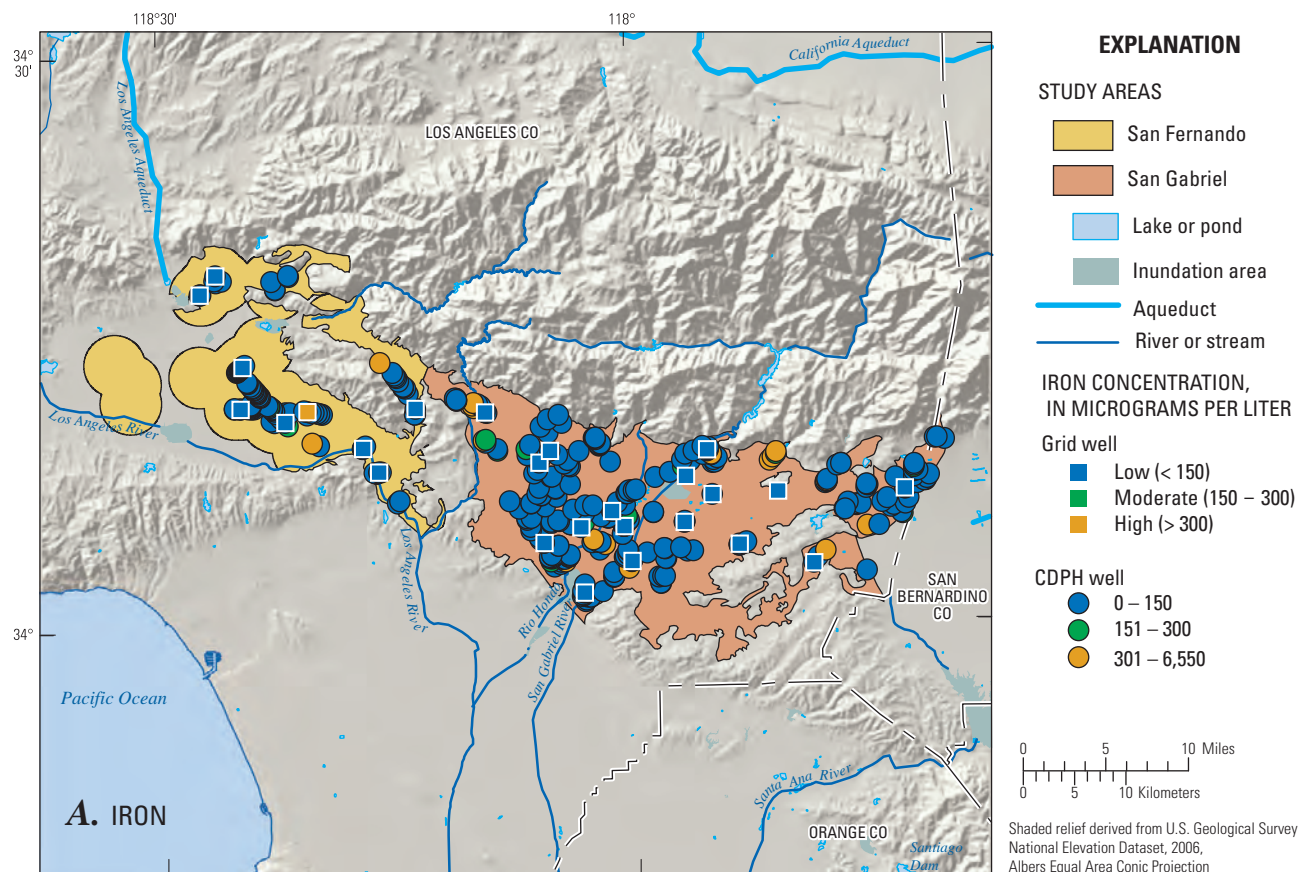 118°30'
118°
34°
30'
34°
California Aqueduct
Los Angeles Aqueduct
LOS ANGELES CO
Los Angeles River
Los Angeles River
Rio Hondo
San Gabriel River
SAN
BERNARDINO
CO
Pacific Ocean
Santa Ana River
ORANGE CO
Santiago
Dam
A. IRON
EXPLANATION
STUDY AREAS
San Fernando
San Gabriel
Lake or pond
Inundation area
Aqueduct
River or stream
IRON CONCENTRATION,
IN MICROGRAMS PER LITER
Grid well
Low (< 150)
Moderate (150 – 300)
High (> 300)
CDPH well
0 – 150
151 – 300
301 – 6,550
0 5 10 Miles
0 5 10 Kilometers
Shaded relief derived from U.S. Geological Survey
National Elevation Dataset, 2006,
Albers Equal Area Conic Projection